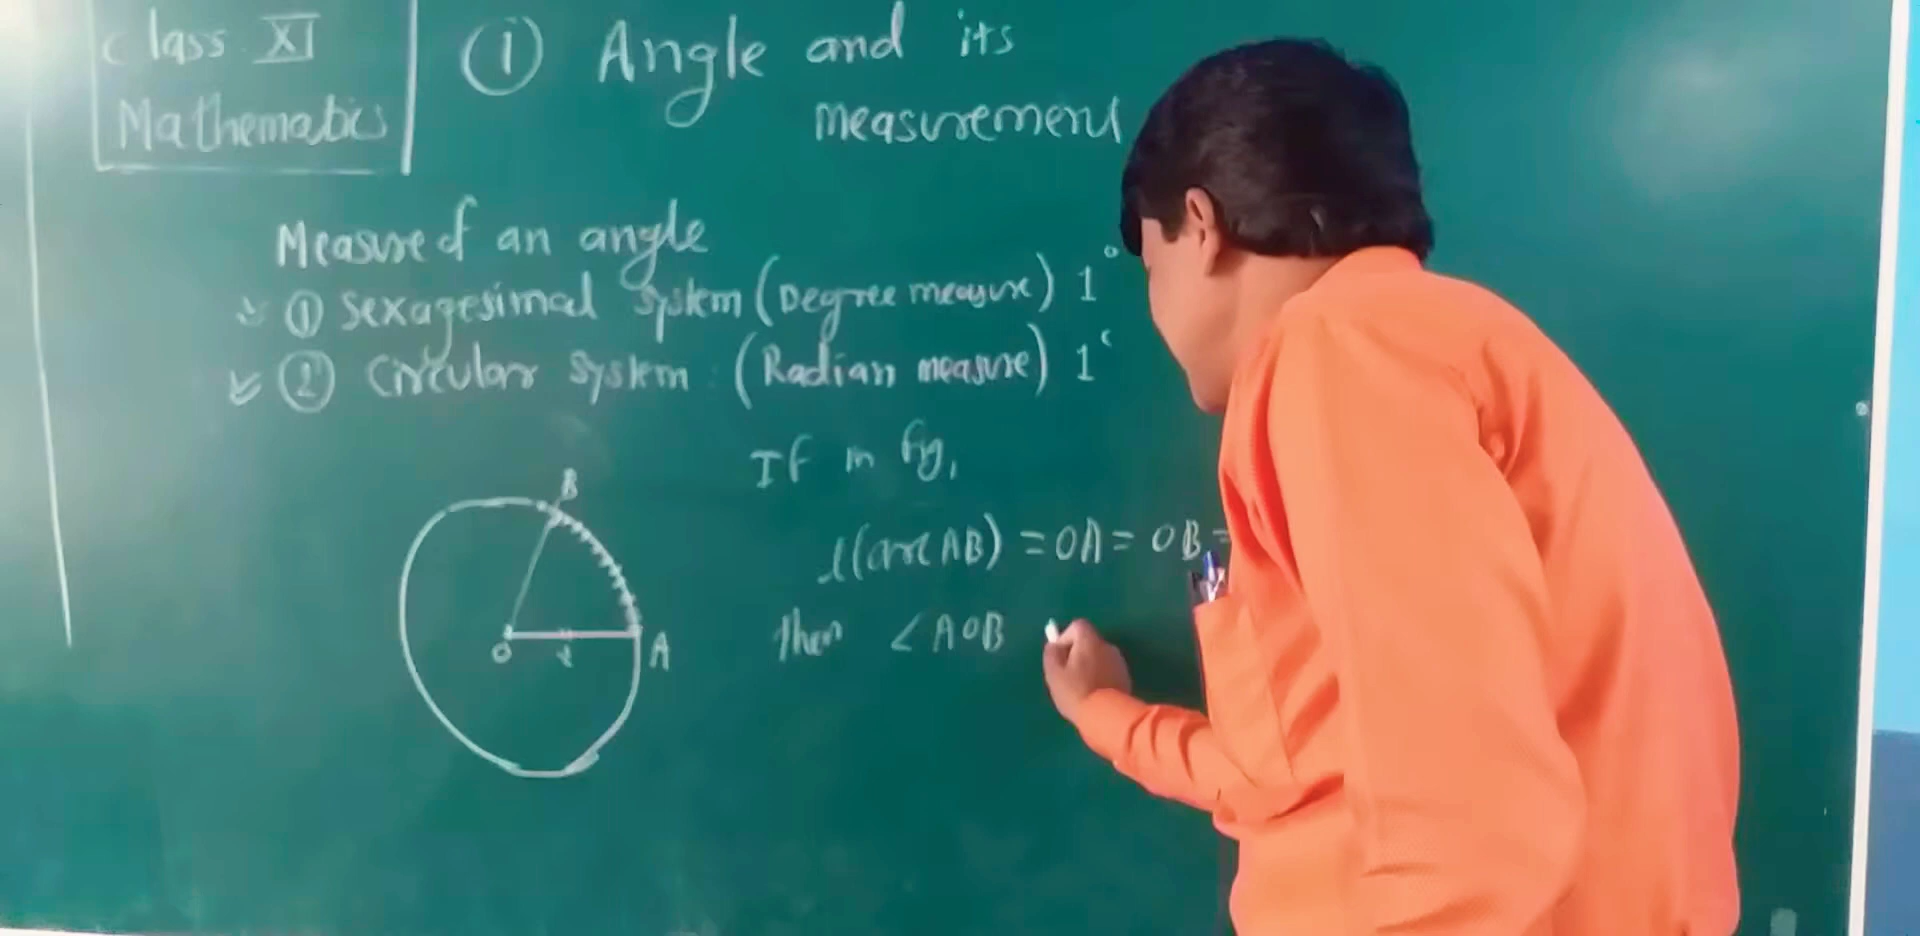 Class XI
Mathematics
① Angle and its
measurement
Measure of an angle
① Sexagesimal system (Degree measure) 1°
② Circular system (Radian measure) 1ᶜ
If in fig,
l(arc AB) = OA = OB =
then ∠AOB
B
O r A